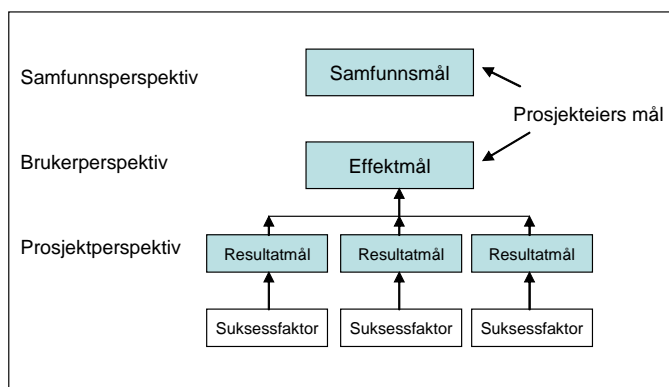 Samfunnsperspektiv
Samfunnsmål
Prosjekteiers mål
Brukerperspektiv
Effektmål
Prosjektperspektiv
Resultatmål
Resultatmål
Resultatmål
Suksessfaktor
Suksessfaktor
Suksessfaktor